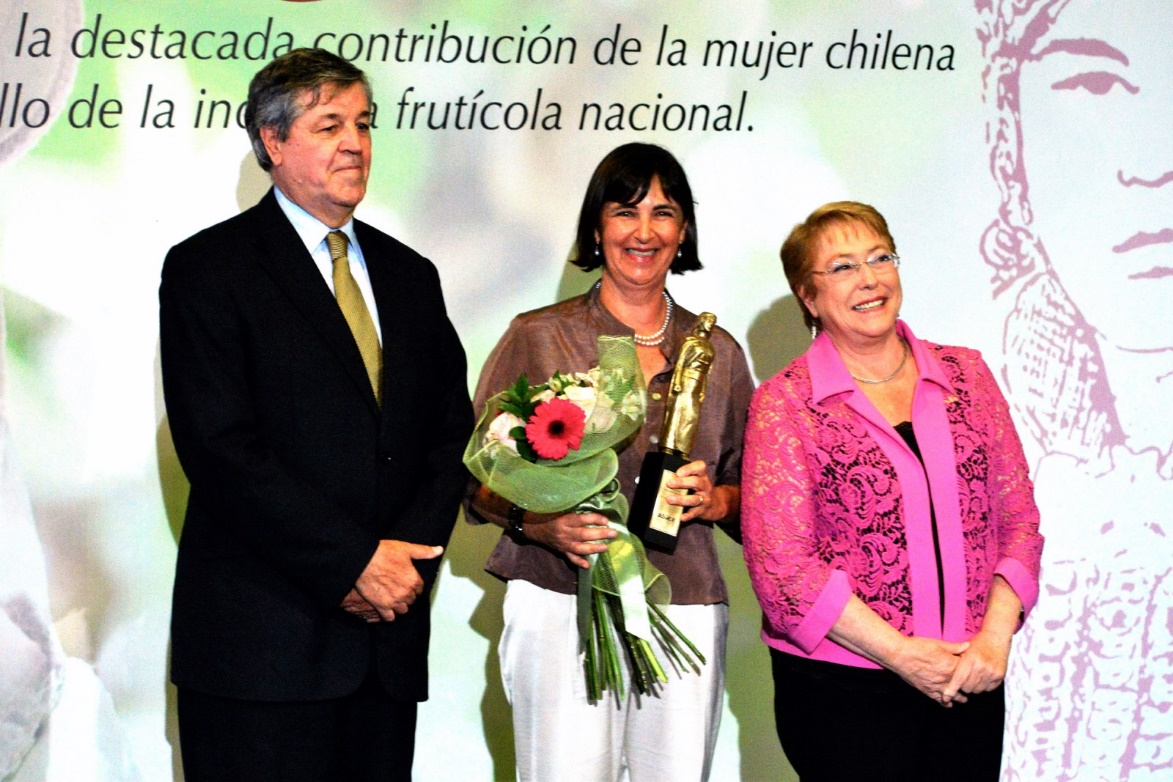 la destacada contribución de la mujer chilena
llo de la in a frutícola nacional.